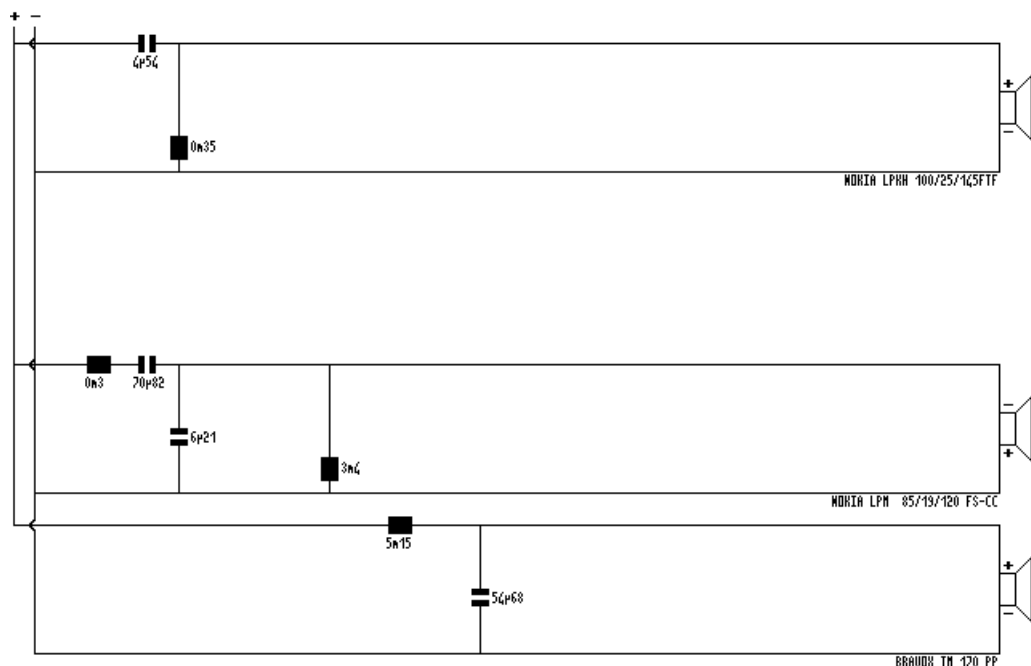 + -
4µ54
+
0m35
-
NOKIA LPKH 100/25/145FTF
0m3 70µ82
-
6µ21
+
3m4
NOKIA LPM 85/19/120 FS-CC
5m15
+
54µ68
-
BRAVOX TM 170 PP